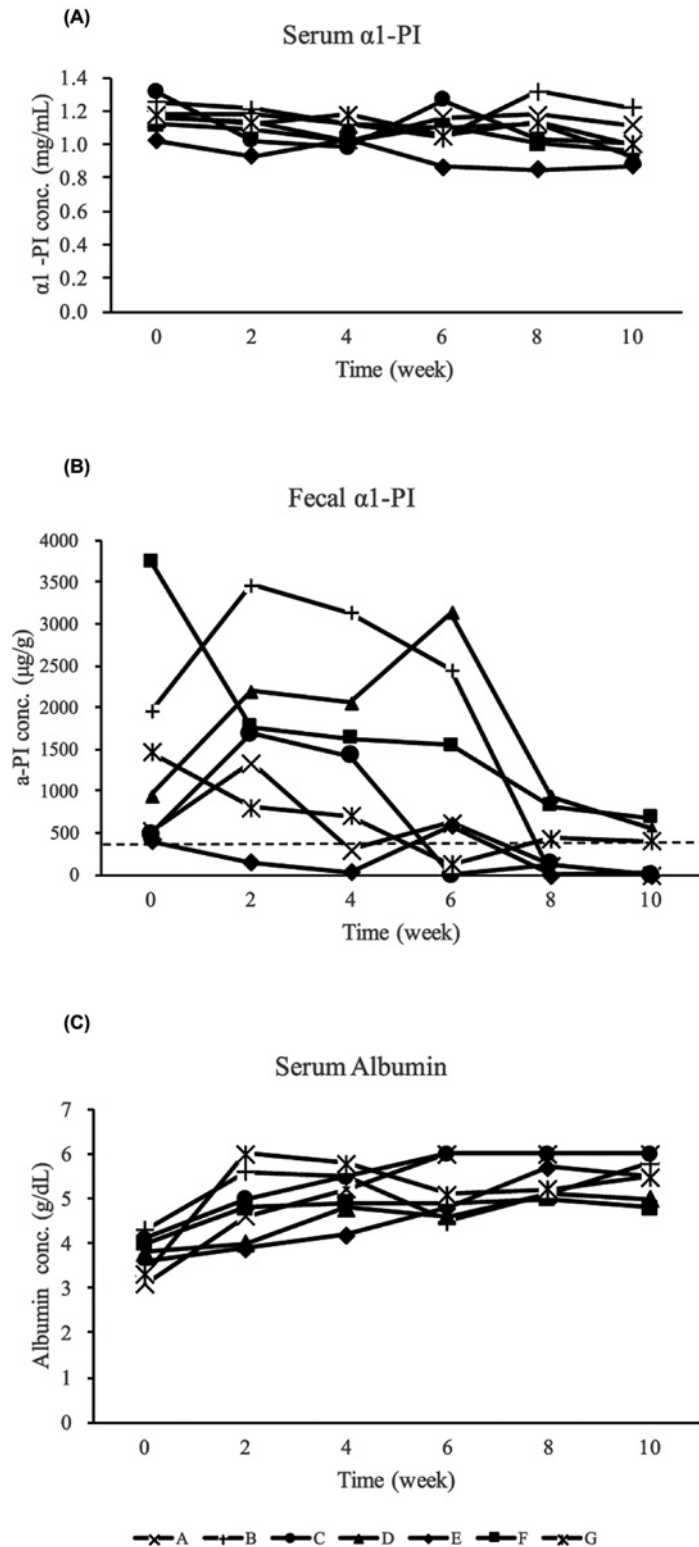 (A)
Serum α1-PI
α1 -PI conc. (mg/mL)
1.4
1.2
1.0
0.8
0.6
0.4
0.2
0.0
0 2 4 6 8 10
Time (week)
(B)
Fecal α1-PI
a-PI conc. (µg/g)
4000
3500
3000
2500
2000
1500
1000
500
0
0 2 4 6 8 10
Time (week)
(C)
Serum Albumin
Albumin conc. (g/dL)
7
6
5
4
3
2
1
0
0 2 4 6 8 10
Time (week)
A B C D E F G